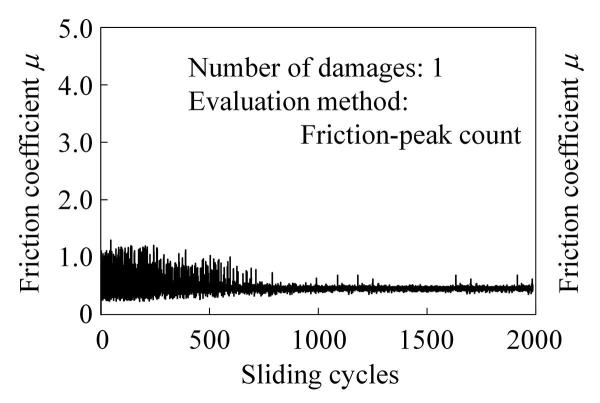 Friction coefficient μ
5.0
4.0
3.0
2.0
1.0
0
Number of damages: 1
Evaluation method:
Friction-peak count
0 500 1000 1500 2000
Sliding cycles
Friction coefficient μ